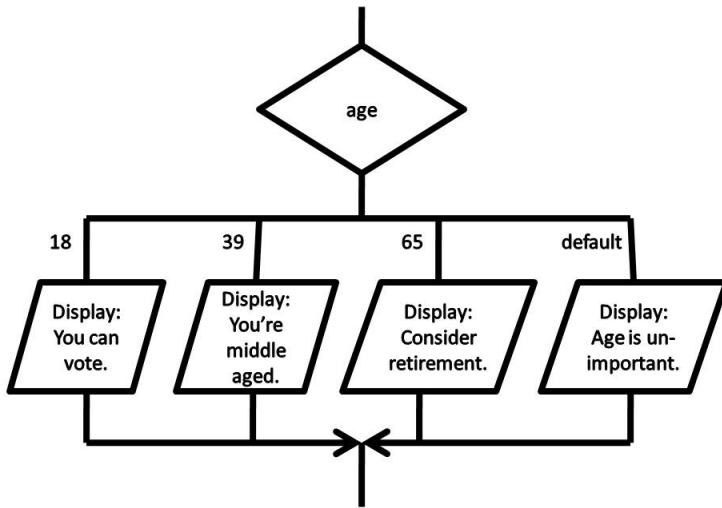 age
18
39
65
default
Display:
You can
vote.
Display:
You're
middle
aged.
Display:
Consider
retirement.
Display:
Age is un-
important.